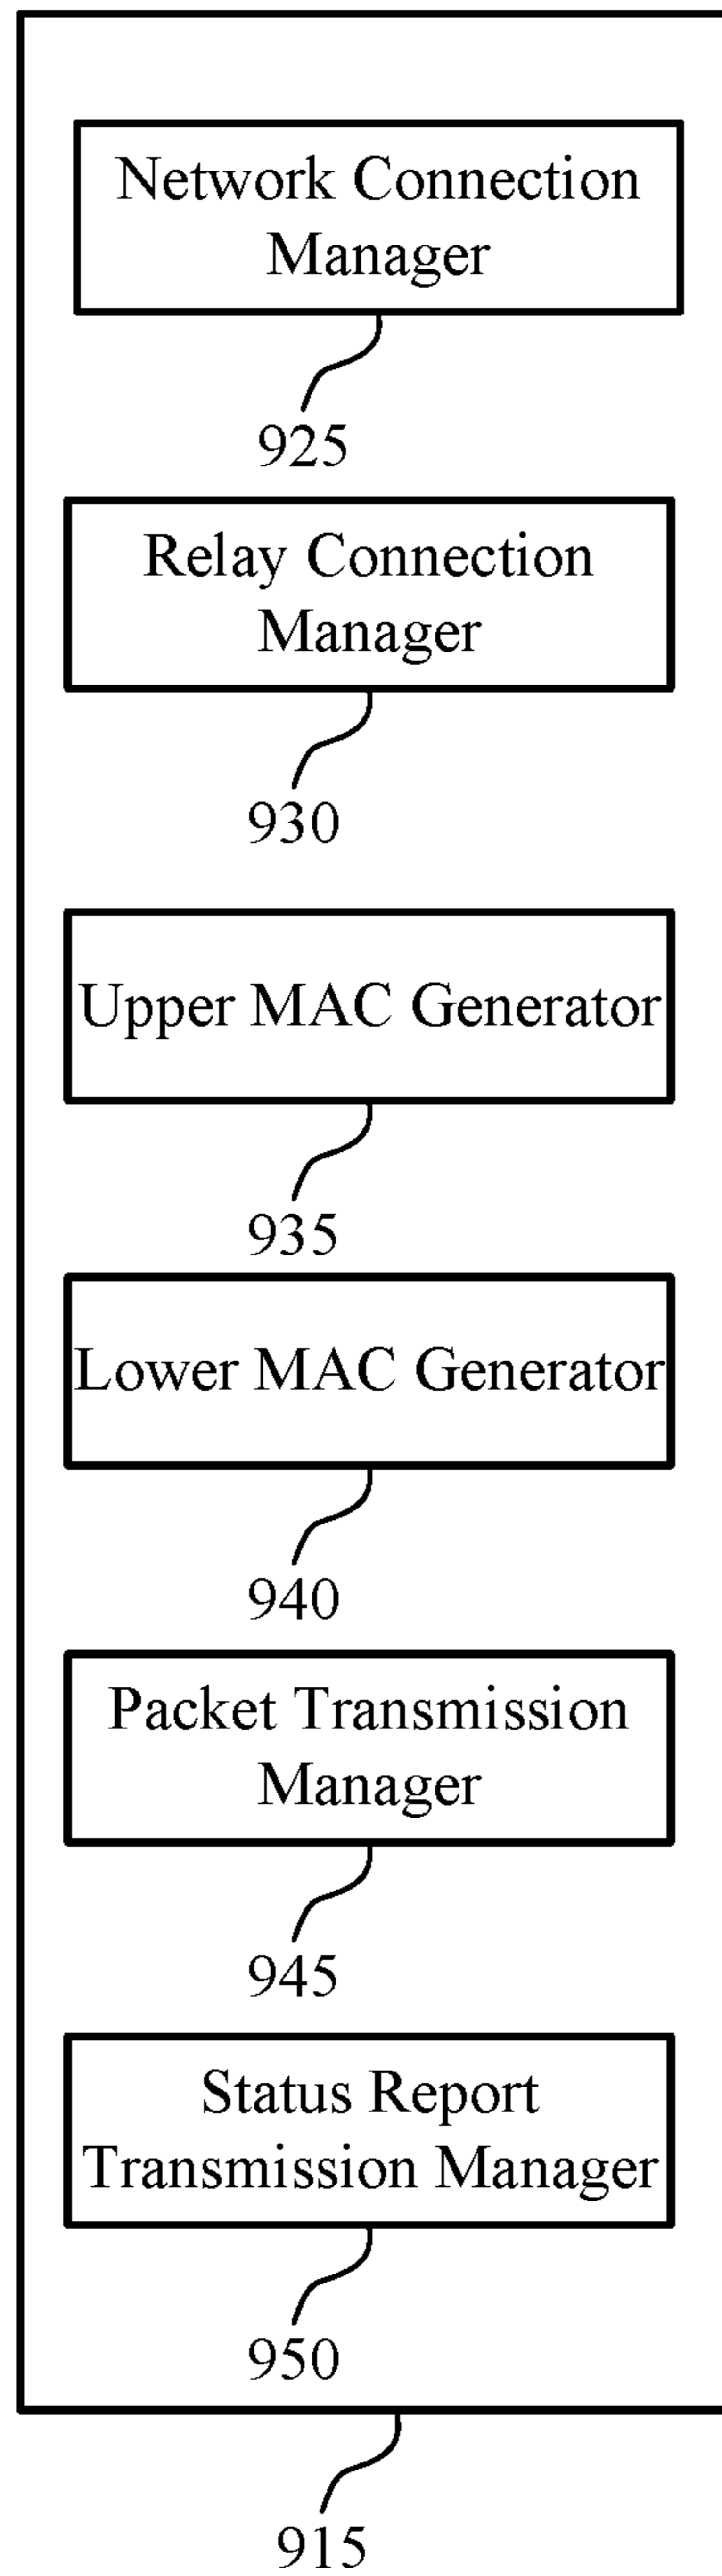 Network Connection
Manager
925
Relay Connection
Manager
930
Upper MAC Generator
935
Lower MAC Generator
940
Packet Transmission
Manager
945
Status Report
Transmission Manager
950
915